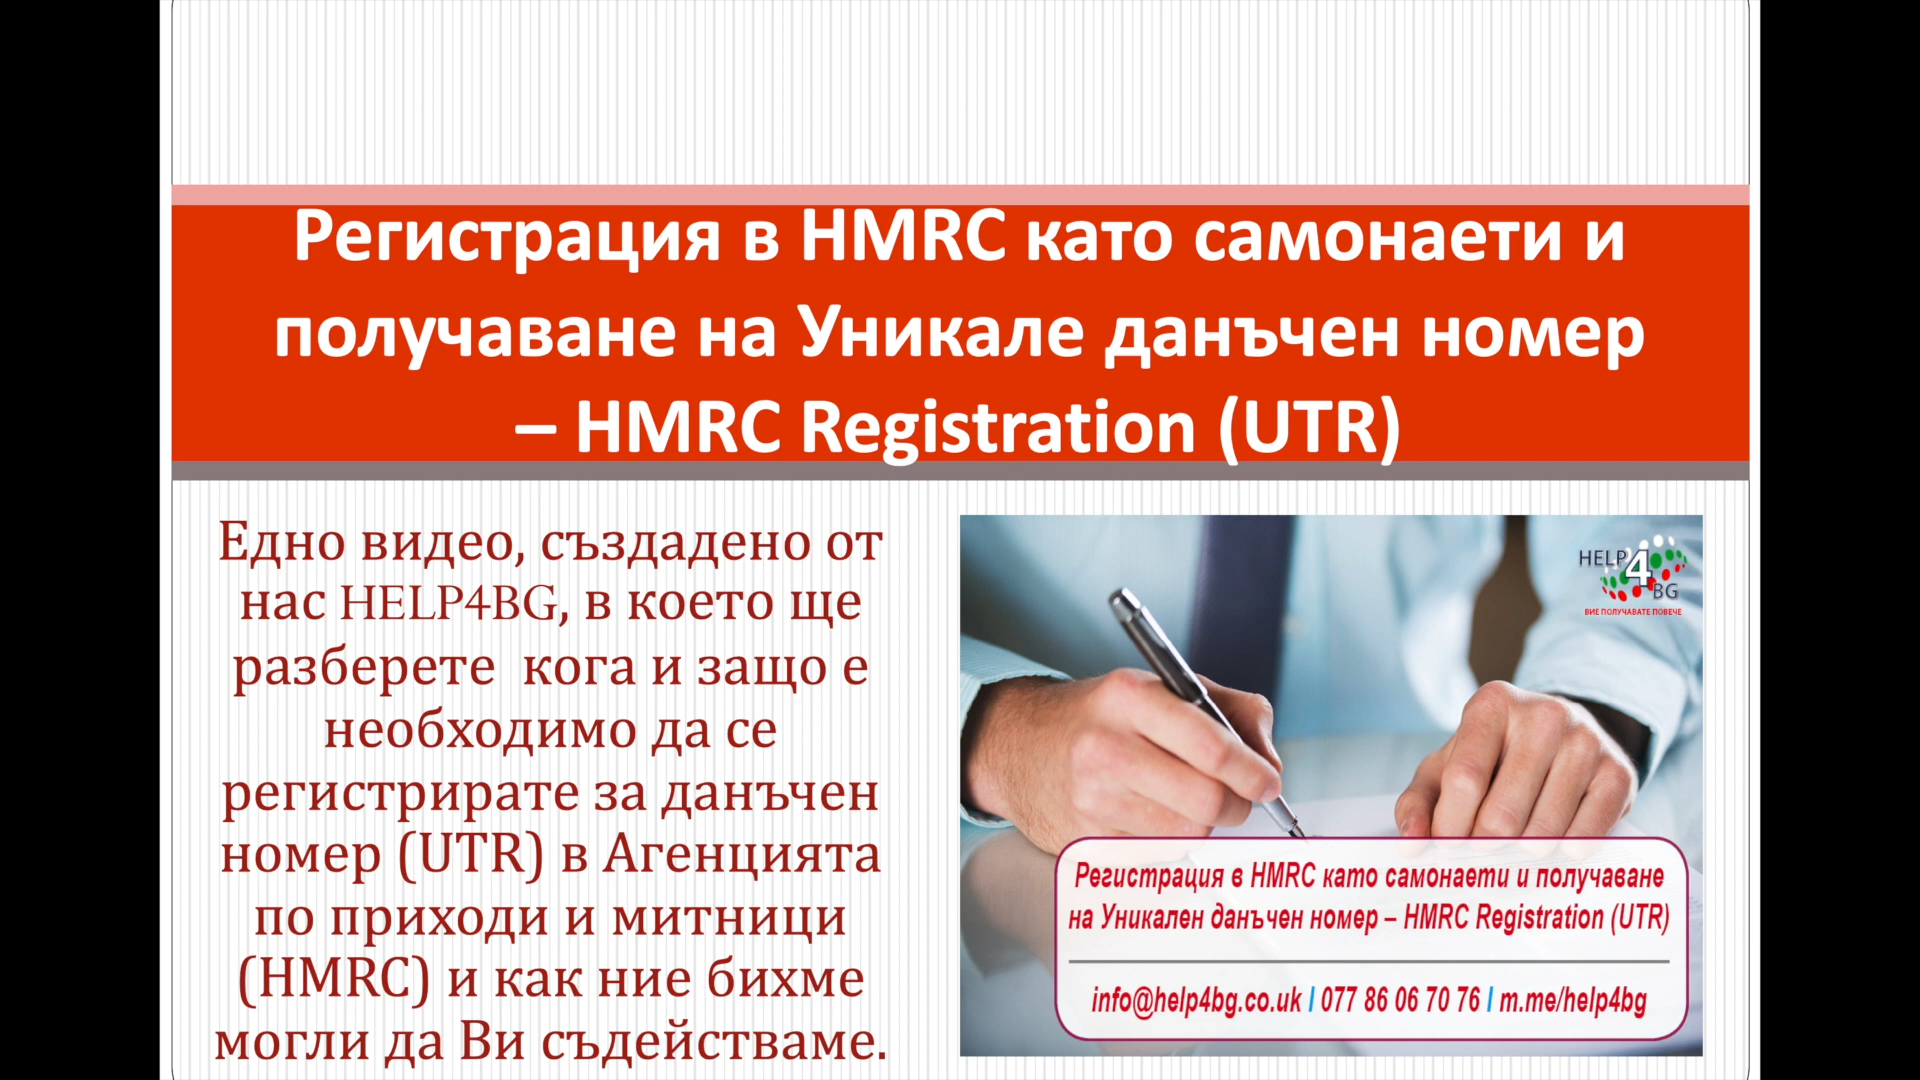 Регистрация в HMRC като самонаети и
получаване на Уникале данъчен номер
– HMRC Registration (UTR)
Едно видео, създадено от
нас HELP4BG, в което ще
разберете кога и защо е
необходимо да се
регистрирате за данъчен
номер (UTR) в Агенцията
по приходи и митници
(HMRC) и как ние бихме
могли да Ви съдействаме.
HELP
4
BG
ВИЕ ПОЛУЧАВАТЕ ПОВЕЧЕ
Регистрация в HMRC като самонаети и получаване
на Уникален данъчен номер – HMRC Registration (UTR)
info@help4bg.co.uk I 077 86 06 70 76 I m.me/help4bg